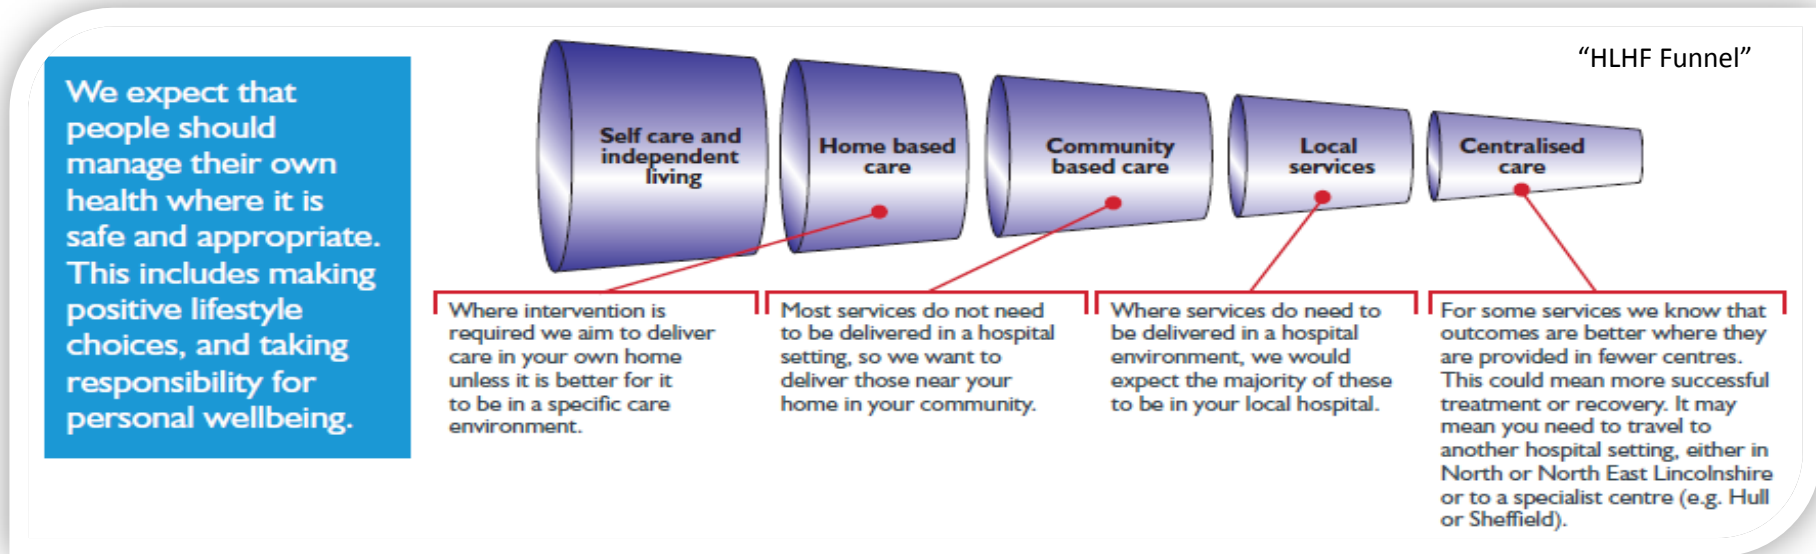 “HLHF Funnel”
We expect that
people should
manage their own
health where it is
safe and appropriate.
This includes making
positive lifestyle
choices, and taking
responsibility for
personal wellbeing.
Self care and
independent
living
Home based
care
Community
based care
Local
services
Centralised
care
Where intervention is
required we aim to deliver
care in your own home
unless it is better for it
to be in a specific care
environment.
Most services do not need
to be delivered in a hospital
setting, so we want to
deliver those near your
home in your community.
Where services do need to
be delivered in a hospital
environment, we would
expect the majority of these
to be in your local hospital.
For some services we know that
outcomes are better where they
are provided in fewer centres.
This could mean more successful
treatment or recovery. It may
mean you need to travel to
another hospital setting, either in
North or North East Lincolnshire
or to a specialist centre (e.g. Hull
or Sheffield).